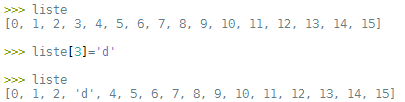 >>> liste
[0, 1, 2, 3, 4, 5, 6, 7, 8, 9, 10, 11, 12, 13, 14, 15]
>>> liste[3]='d'
>>> liste
[0, 1, 2, 'd', 4, 5, 6, 7, 8, 9, 10, 11, 12, 13, 14, 15]